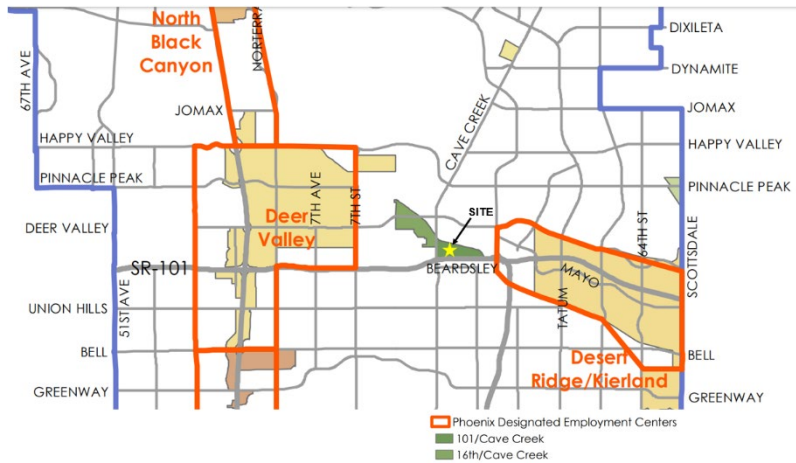 North
Black
Canyon
NORTERRA
67TH AVE
CAVE CREEK
DIXILETA
DYNAMITE
JOMAX
JOMAX
HAPPY VALLEY
HAPPY VALLEY
PINNACLE PEAK
PINNACLE PEAK
7TH AVE
7TH ST
SITE
64TH ST
SCOTTSDALE
DEER VALLEY
Deer
Valley
SR-101
BEARDSLEY
MAYO
51ST AVE
UNION HILLS
TATUM
BELL
BELL
Desert
Ridge/Kierland
GREENWAY
GREENWAY
Phoenix Designated Employment Centers
101/Cave Creek
16th/Cave Creek